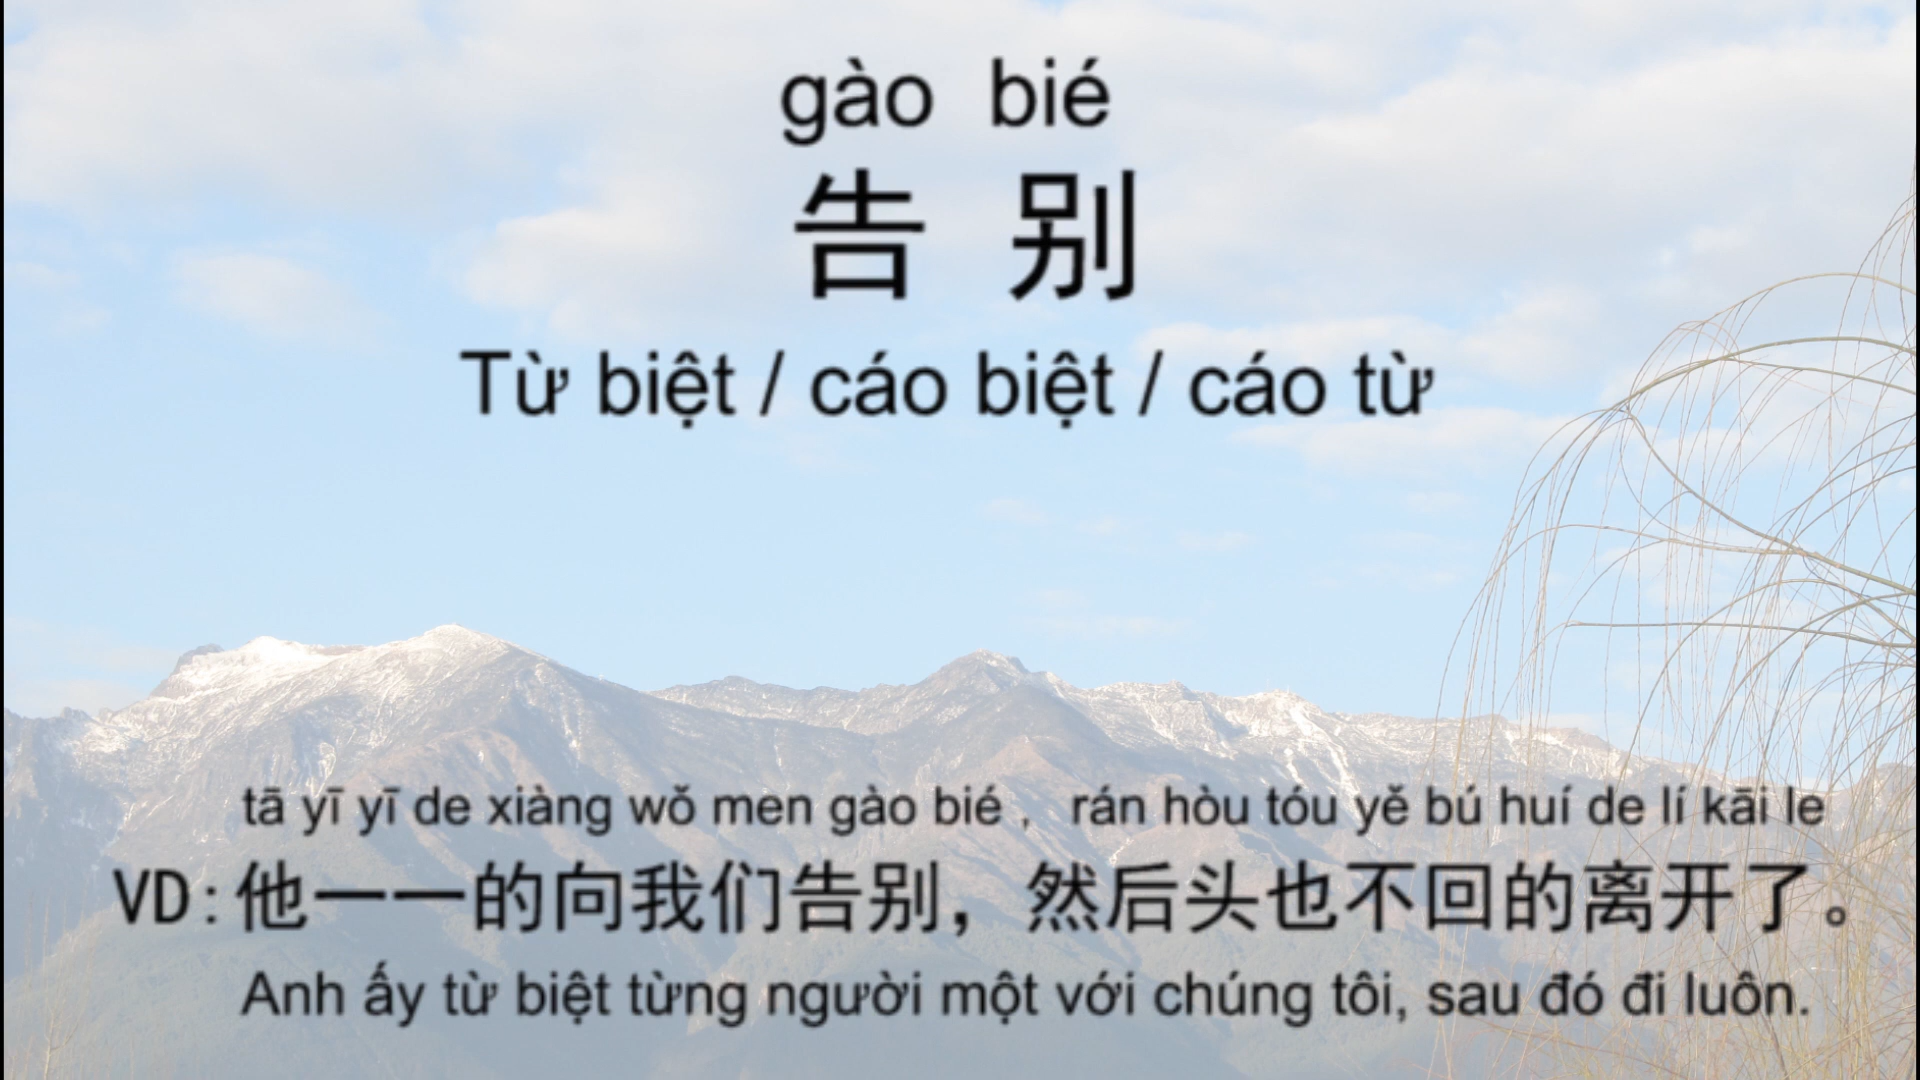 gào bié
告 别
Từ biệt / cáo biệt / cáo từ
tā yī yī de xiàng wǒ men gào bié , rán hòu tóu yě bú huí de lí kāi le
VD: 他一一的向我们告别，然后头也不回的离开了。
Anh ấy từ biệt từng người một với chúng tôi, sau đó đi luôn.